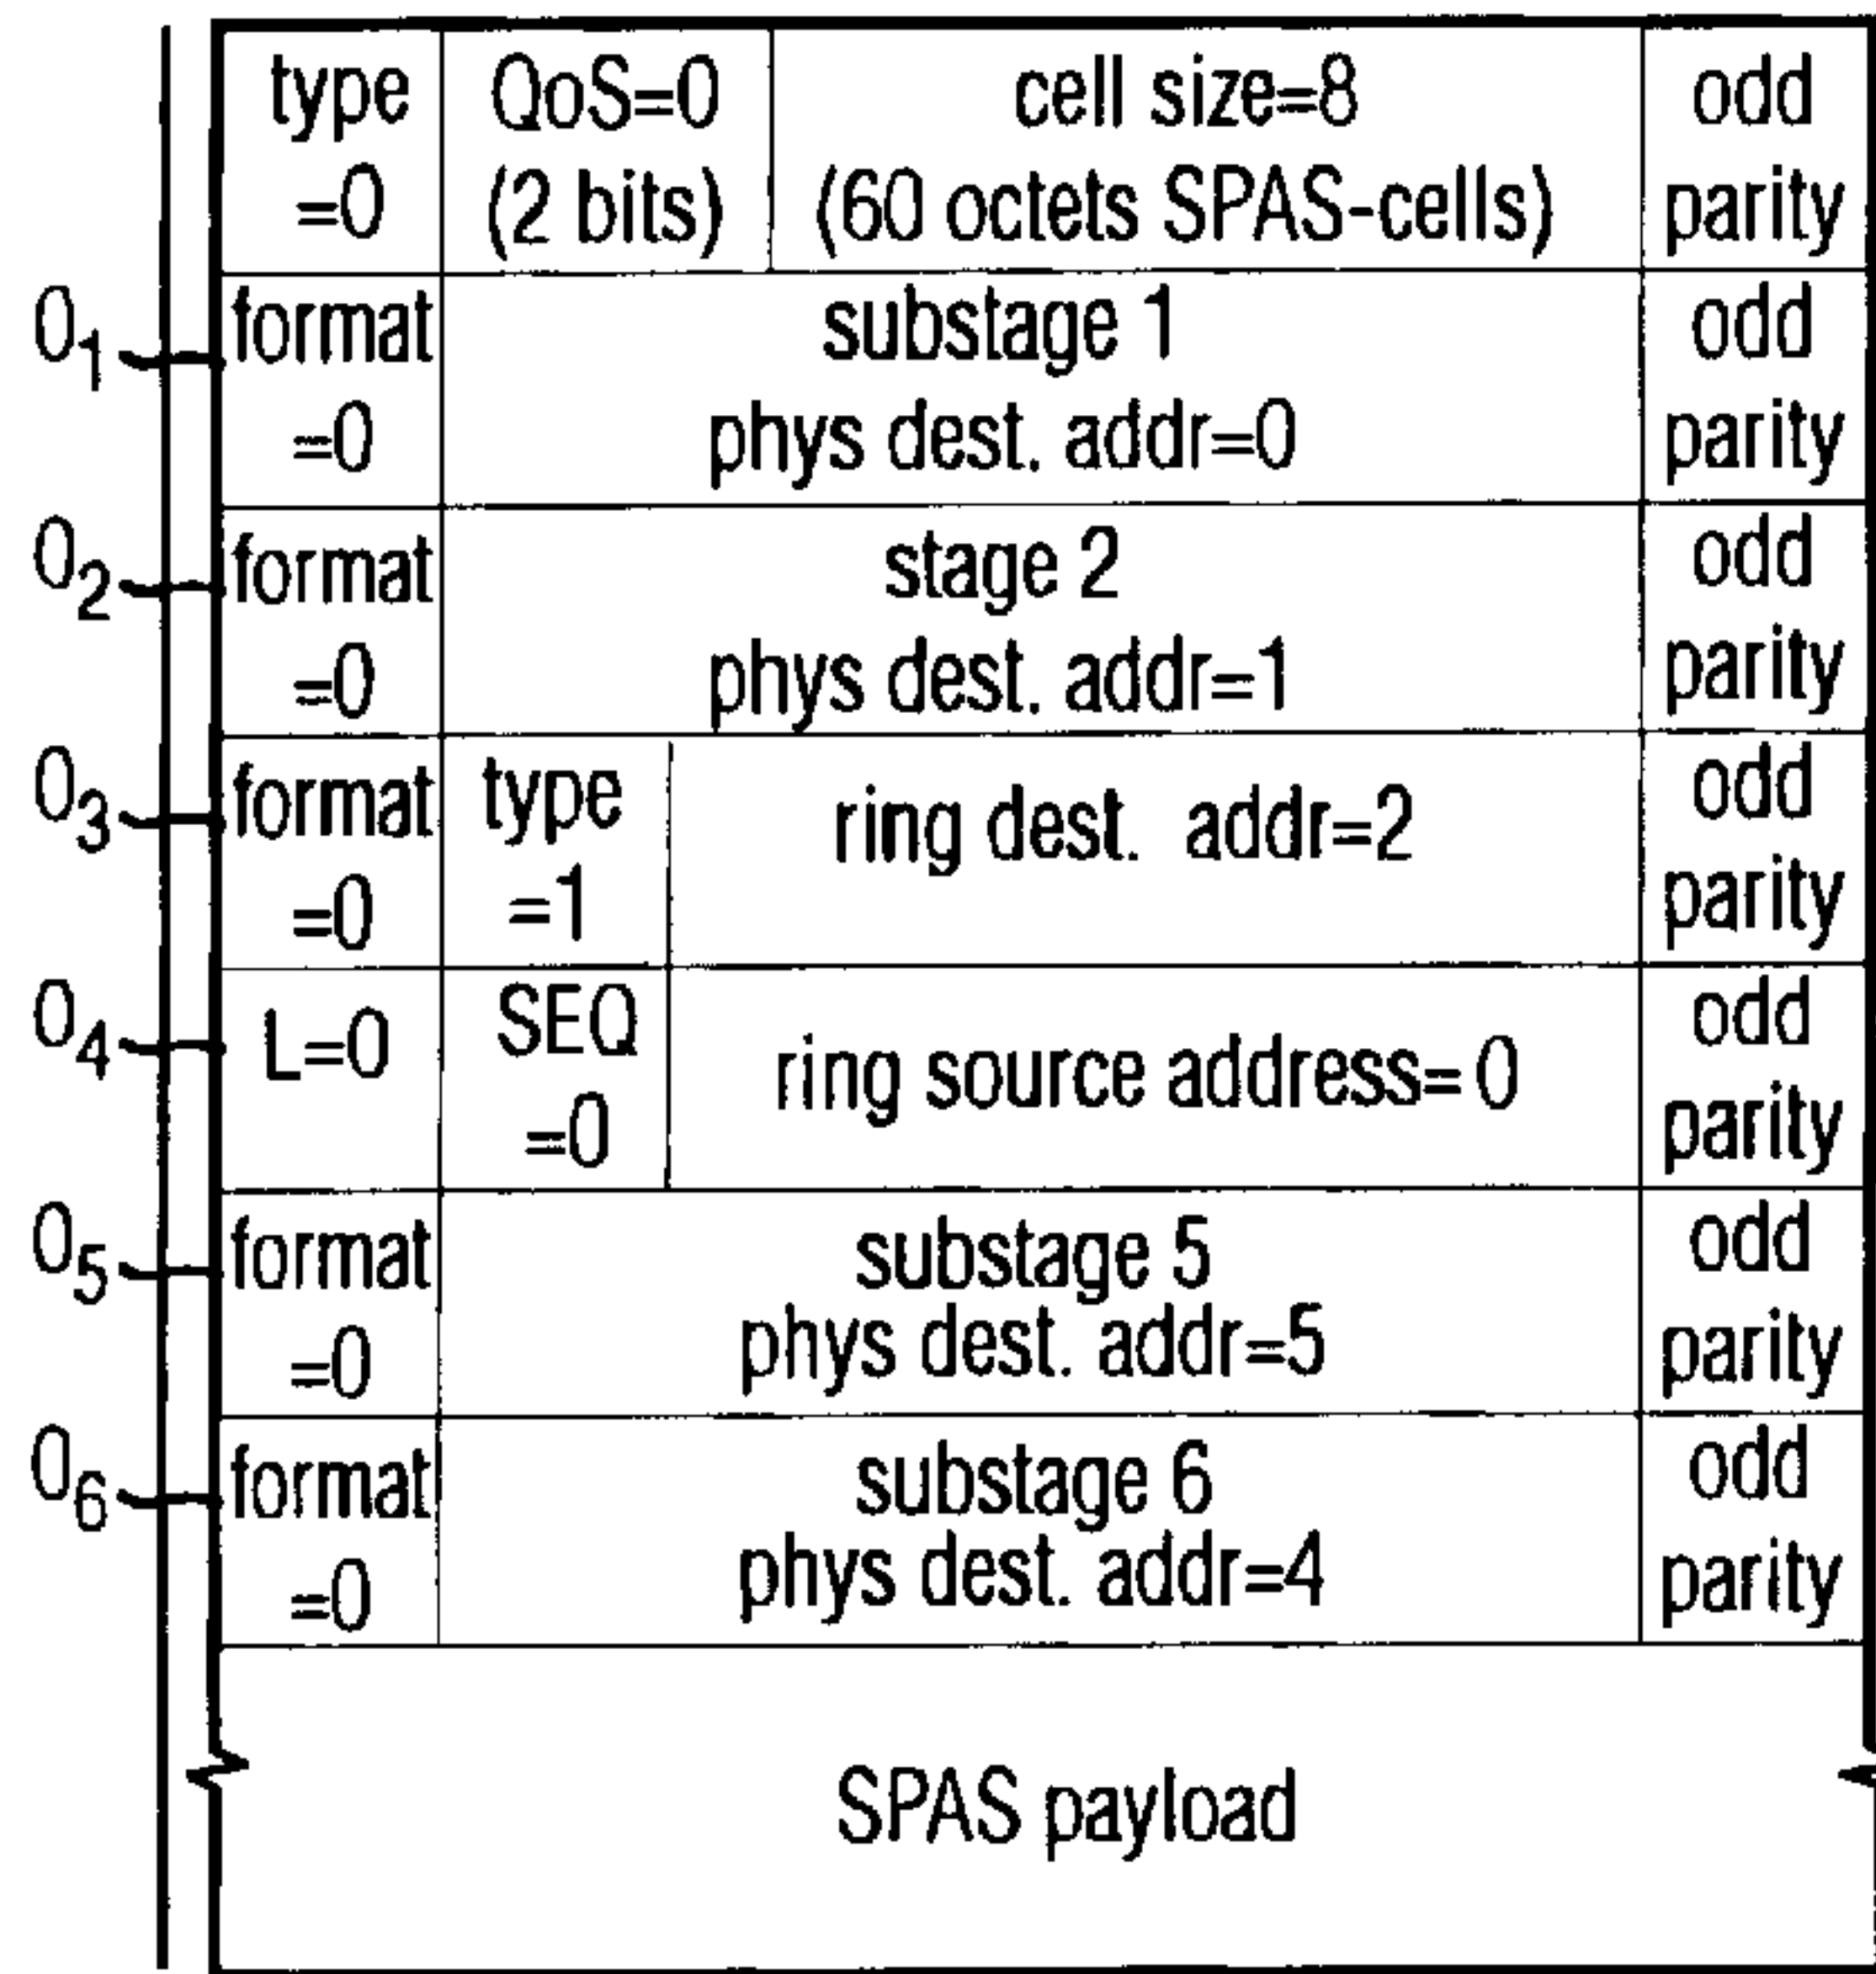 type QoS=0 cell size=8 odd
=0 (2 bits) (60 octets SPAS-cells) parity
O1 format substage 1 odd
=0 phys dest. addr=0 parity
O2 format stage 2 odd
=0 phys dest. addr=1 parity
O3 format type ring dest. addr=2 odd
=0 =1 parity
O4 L=0 SEQ ring source address= 0 odd
=0 parity
O5 format substage 5 odd
=0 phys dest. addr=5 parity
O6 format substage 6 odd
=0 phys dest. addr=4 parity
SPAS payload